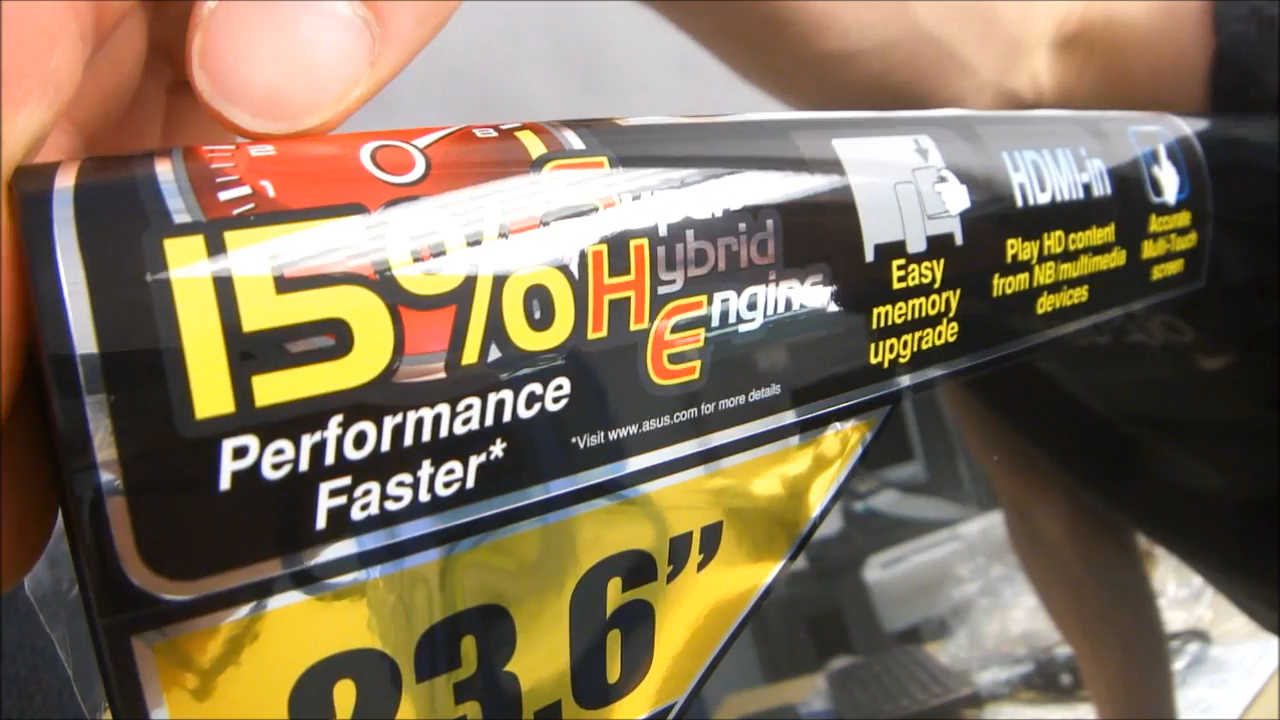 15%
Super
Hybrid
Engine
Performance
Faster*
*Visit www.asus.com for more details
Easy
memory
upgrade
HDMI-in
Play HD content
from NB/multimedia
devices
Accurate
Multi-Touch
screen
23.6”